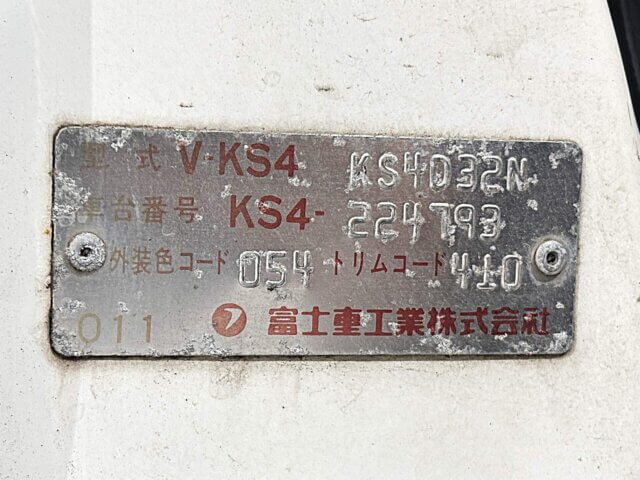 型式 V-KS4 KS4D32N
車台番号 KS4-224793
外装色コード 054 トリムコード 410
011 富士重工業株式会社